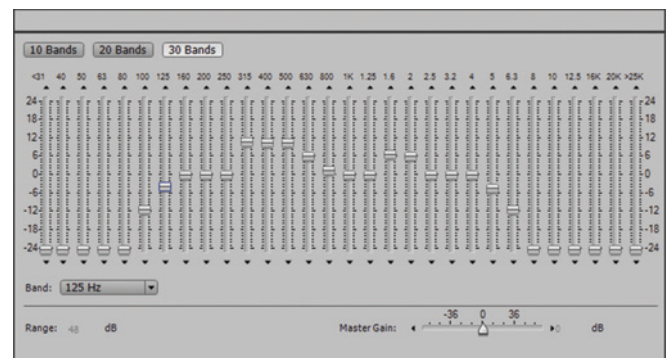 10 Bands 20 Bands 30 Bands
<31 40 50 63 80 100 125 160 200 250 315 400 500 630 800 1K 1.25 1.6 2 2.5 3.2 4 5 6.3 8 10 12.5 16K 20K >25K
24 24
18 18
12 12
6 6
0 0
-6 -6
-12 -12
-18 -18
-24 -24
Band: 125 Hz
-36 0 36
Range: 48 dB Master Gain: 0 dB